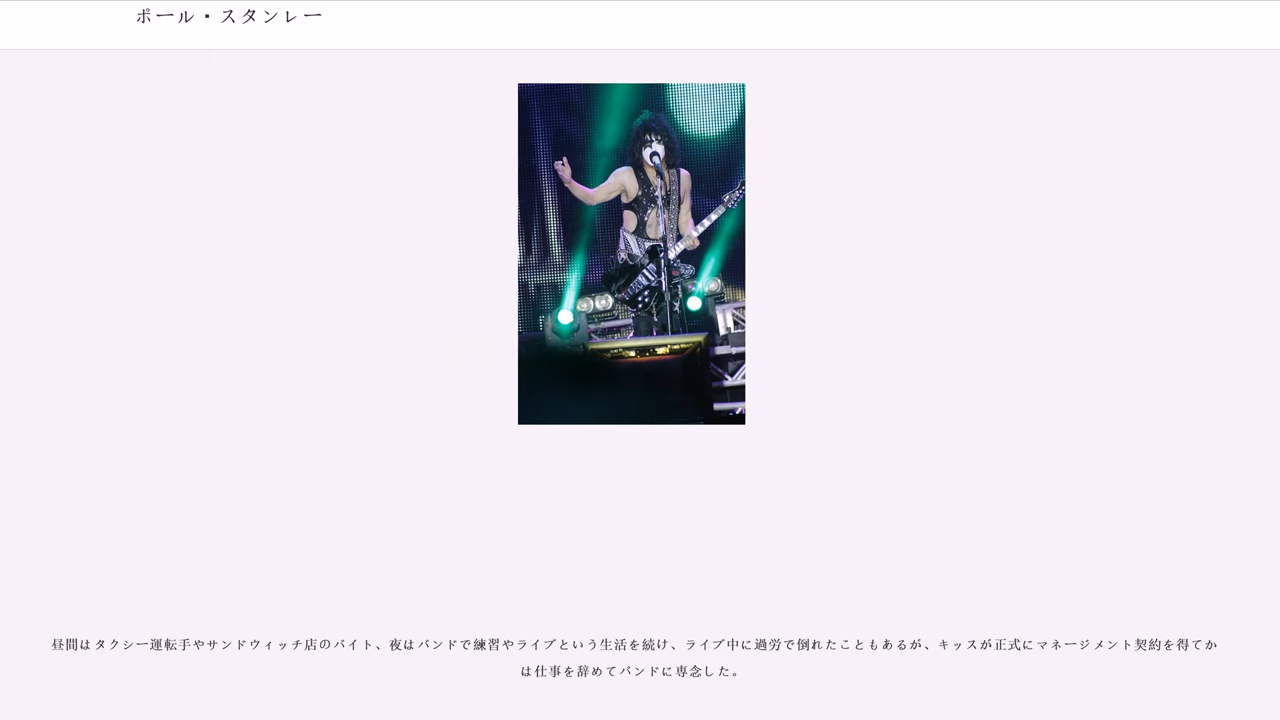 ポール・スタンレー
昼間はタクシー運転手やサンドウィッチ店のバイト、夜はバンドで練習やライブという生活を続け、ライブ中に過労で倒れたこともあるが、キッスが正式にマネージメント契約を得てか
は仕事を辞めてバンドに専念した。